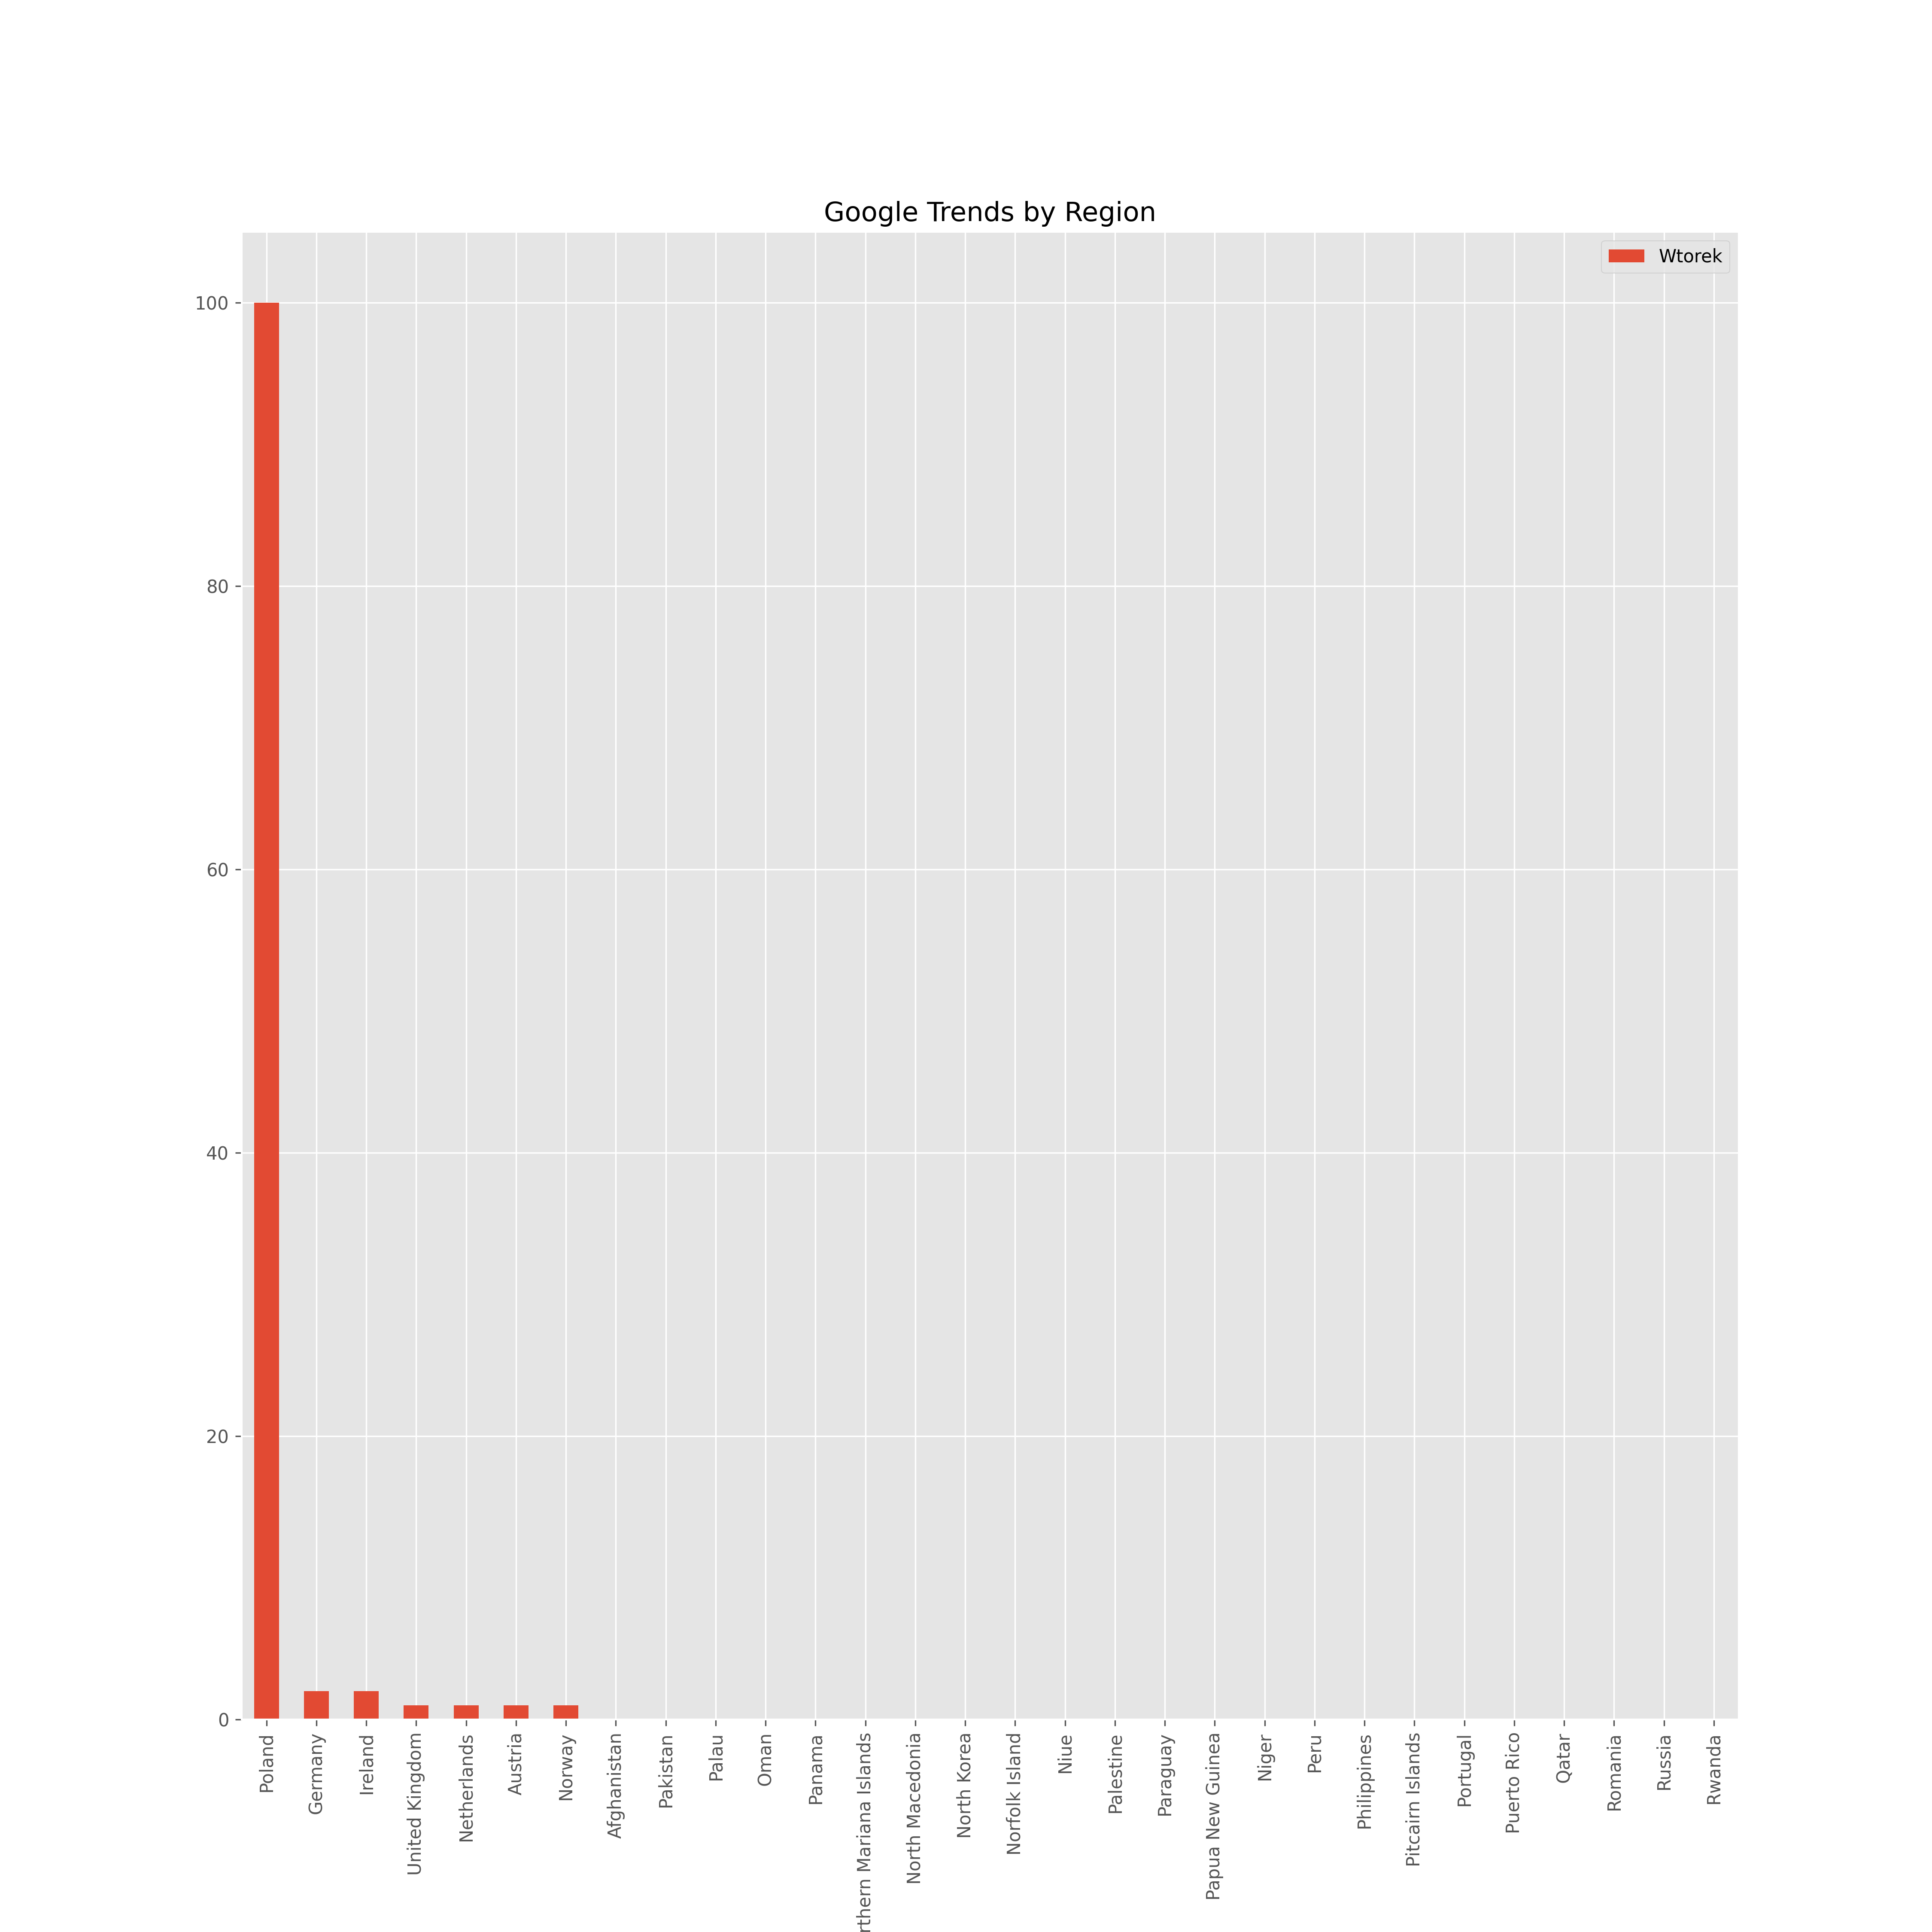 Google Trends by Region
Wtorek
100
80
60
40
20
0
Poland
Germany
Ireland
United Kingdom
Netherlands
Austria
Norway
Afghanistan
Pakistan
Palau
Oman
Panama
Mariana Islands
North Macedonia
North Korea
Norfolk Island
Niue
Palestine
Paraguay
Papua New Guinea
Niger
Peru
Philippines
Pitcairn Islands
Portugal
Puerto Rico
Qatar
Romania
Russia
Rwanda